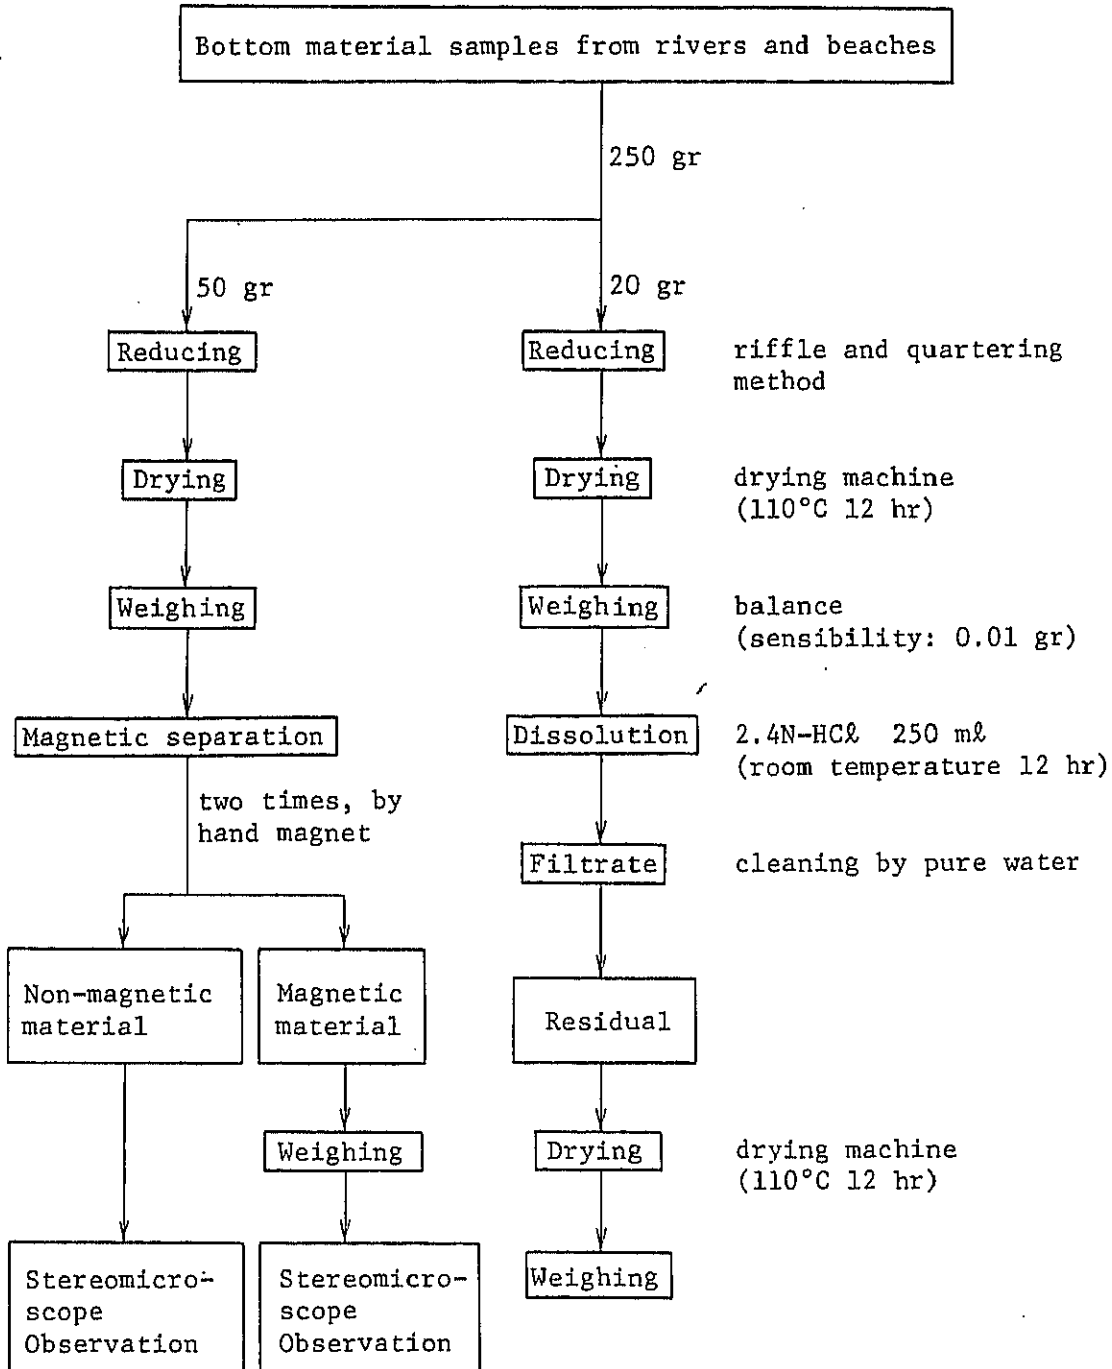 Bottom material samples from rivers and beaches
250 gr
50 gr
20 gr
Reducing
Reducing
riffle and quartering
method
Drying
Drying
drying machine
(110°C 12 hr)
Weighing
Weighing
balance
(sensibility: 0.01 gr)
Magnetic separation
Dissolution
2.4N-HCℓ 250 mℓ
(room temperature 12 hr)
two times, by
hand magnet
Filtrate
cleaning by pure water
Non-magnetic
material
Magnetic
material
Residual
Weighing
Drying
drying machine
(110°C 12 hr)
Stereomicro-
scope
Observation
Stereomicro-
scope
Observation
Weighing